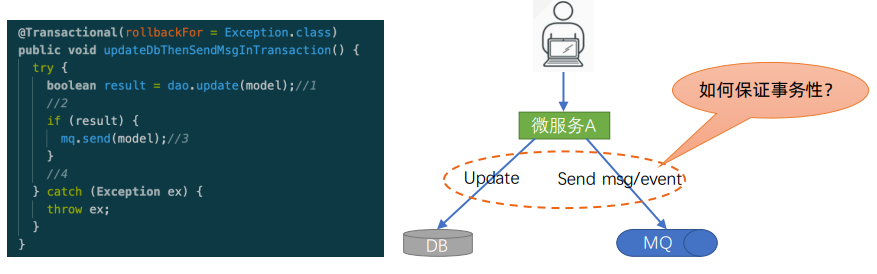 @Transactional(rollbackFor = Exception.class)
public void updateDbThenSendMsgInTransaction() {
try {
boolean result = dao.update(model);//1
//2
if (result) {
mq.send(model);//3
}
//4
} catch (Exception ex) {
throw ex;
}
}
如何保证事务性？
微服务A
Update
Send msg/event
DB
MQ